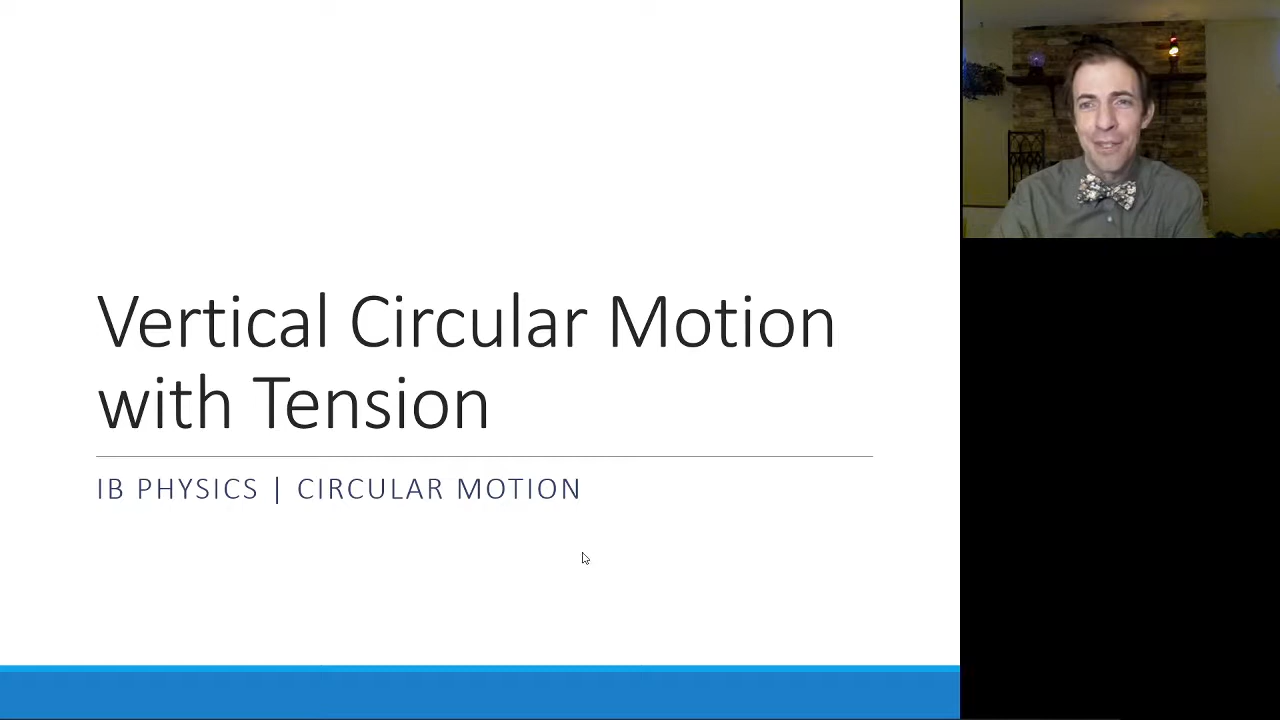 Vertical Circular Motion
with Tension
IB PHYSICS | CIRCULAR MOTION